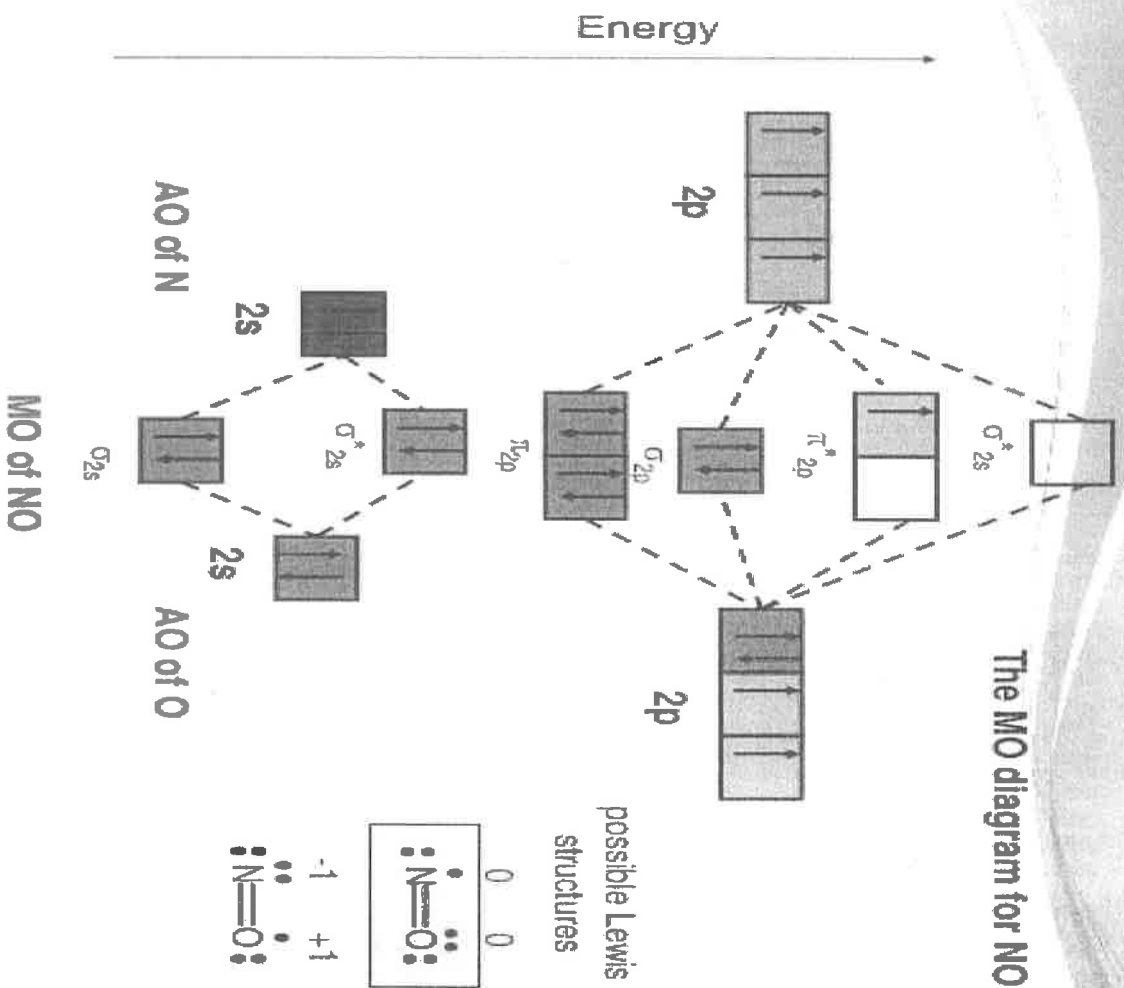 The MO diagram for NO
Energy
σ*2s
π*2p
2p
2p
σ2p
π2p
σ*2s
2s
2s
σ2s
AO of N
AO of O
MO of NO
possible Lewis
structures
0 0
:N=O:
-1 +1
:N=O: